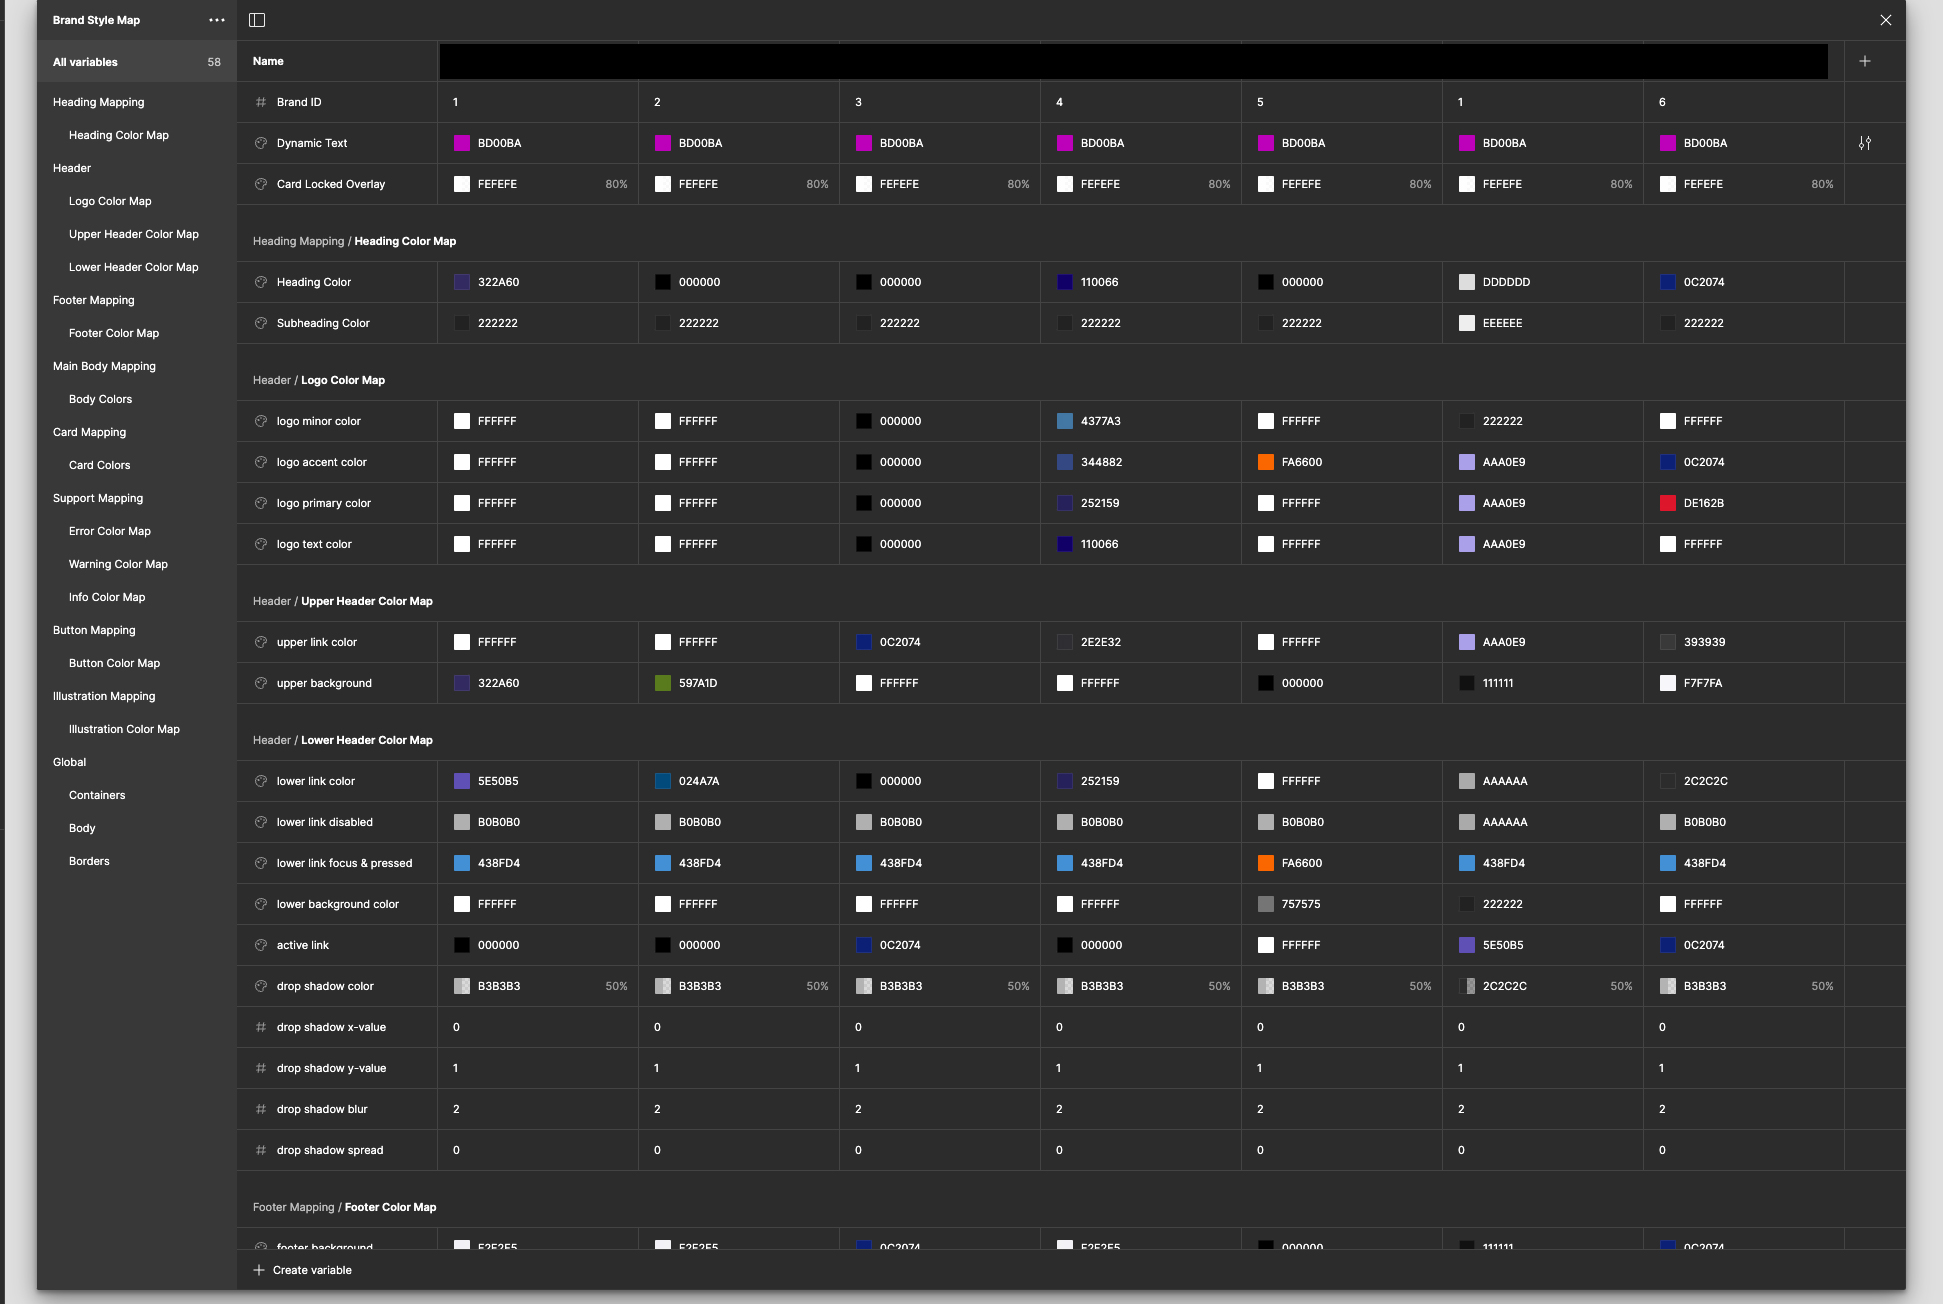 Brand Style Map
All variables 58
Heading Mapping
Heading Color Map
Header
Logo Color Map
Upper Header Color Map
Lower Header Color Map
Footer Mapping
Footer Color Map
Main Body Mapping
Body Colors
Card Mapping
Card Colors
Support Mapping
Error Color Map
Warning Color Map
Info Color Map
Button Mapping
Button Color Map
Illustration Mapping
Illustration Color Map
Global
Containers
Body
Borders
Name
Brand ID 1 2 3 4 5 1 6
Dynamic Text BD00BA BD00BA BD00BA BD00BA BD00BA BD00BA BD00BA
Card Locked Overlay FEFEFE 80% FEFEFE 80% FEFEFE 80% FEFEFE 80% FEFEFE 80% FEFEFE 80% FEFEFE 80%
Heading Mapping / Heading Color Map
Heading Color 322A60 000000 000000 110066 000000 DDDDDD 0C2074
Subheading Color 222222 222222 222222 222222 222222 EEEEEE 222222
Header / Logo Color Map
logo minor color FFFFFF FFFFFF 000000 4377A3 FFFFFF 222222 FFFFFF
logo accent color FFFFFF FFFFFF 000000 344882 FA6600 AAA0E9 0C2074
logo primary color FFFFFF FFFFFF 000000 252159 FFFFFF AAA0E9 DE162B
logo text color FFFFFF FFFFFF 000000 110066 FFFFFF AAA0E9 FFFFFF
Header / Upper Header Color Map
upper link color FFFFFF FFFFFF 0C2074 2E2E32 FFFFFF AAA0E9 393939
upper background 322A60 597A1D FFFFFF FFFFFF 000000 111111 F7F7FA
Header / Lower Header Color Map
lower link color 5E50B5 024A7A 000000 252159 FFFFFF AAAAAA 2C2C2C
lower link disabled B0B0B0 B0B0B0 B0B0B0 B0B0B0 B0B0B0 AAAAAA B0B0B0
lower link focus & pressed 438FD4 438FD4 438FD4 438FD4 FA6600 438FD4 438FD4
lower background color FFFFFF FFFFFF FFFFFF FFFFFF 757575 222222 FFFFFF
active link 000000 000000 0C2074 000000 FFFFFF 5E50B5 0C2074
drop shadow color B3B3B3 50% B3B3B3 50% B3B3B3 50% B3B3B3 50% B3B3B3 50% 2C2C2C 50% B3B3B3 50%
drop shadow x-value 0 0 0 0 0 0 0
drop shadow y-value 1 1 1 1 1 1 1
drop shadow blur 2 2 2 2 2 2 2
drop shadow spread 0 0 0 0 0 0 0
Footer Mapping / Footer Color Map
footer background 0C2074 000000 111111 0C2074
Create variable